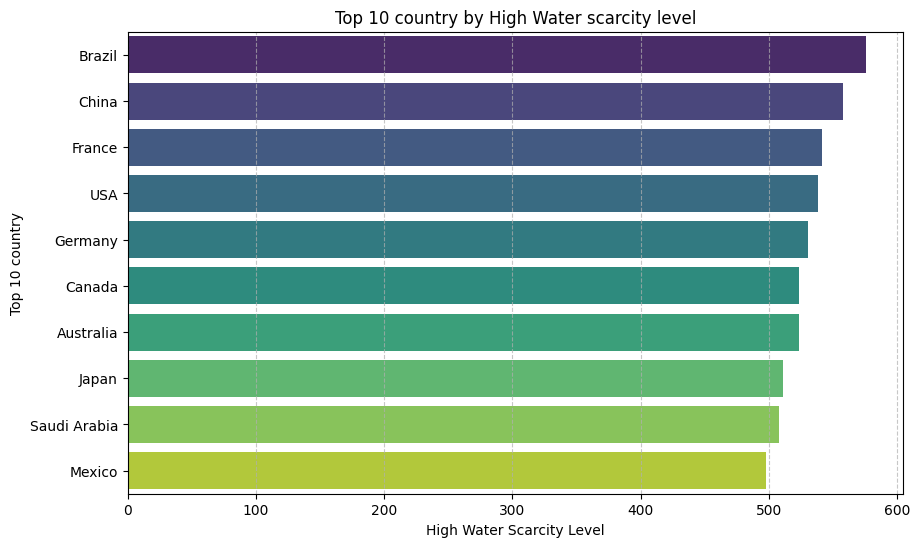 Top 10 country by High Water scarcity level
Top 10 country
Brazil
China
France
USA
Germany
Canada
Australia
Japan
Saudi Arabia
Mexico
0 100 200 300 400 500 600
High Water Scarcity Level